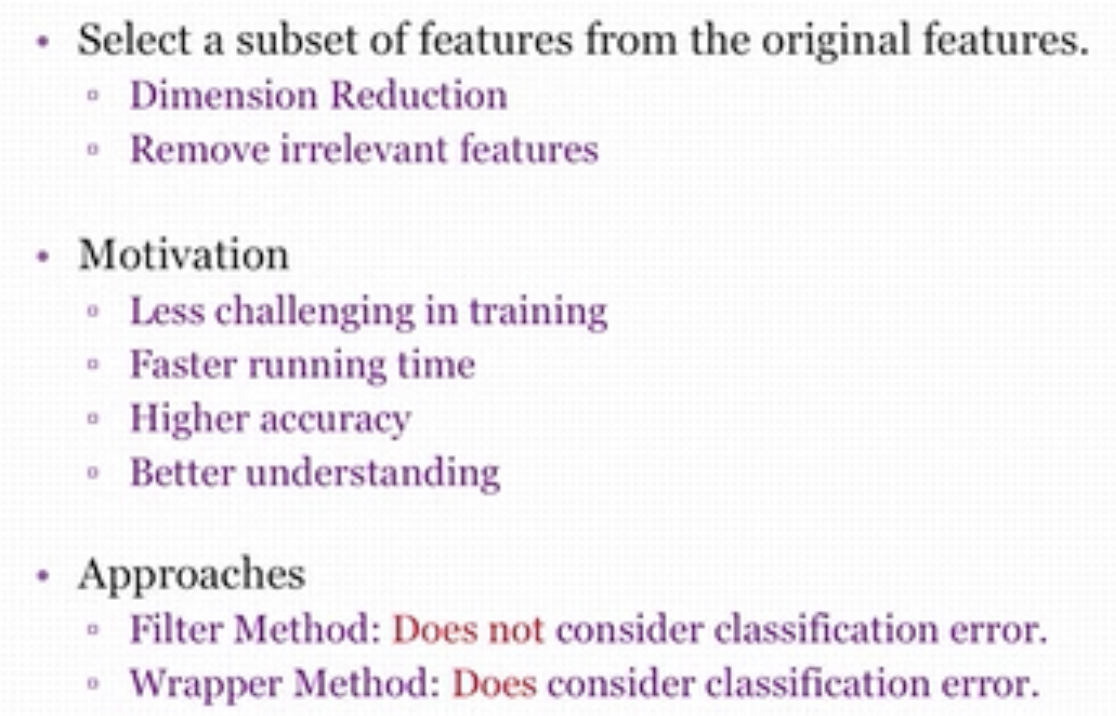 • Select a subset of features from the original features.
▫ Dimension Reduction
▫ Remove irrelevant features
• Motivation
▫ Less challenging in training
▫ Faster running time
▫ Higher accuracy
▫ Better understanding
• Approaches
▫ Filter Method: Does not consider classification error.
▫ Wrapper Method: Does consider classification error.